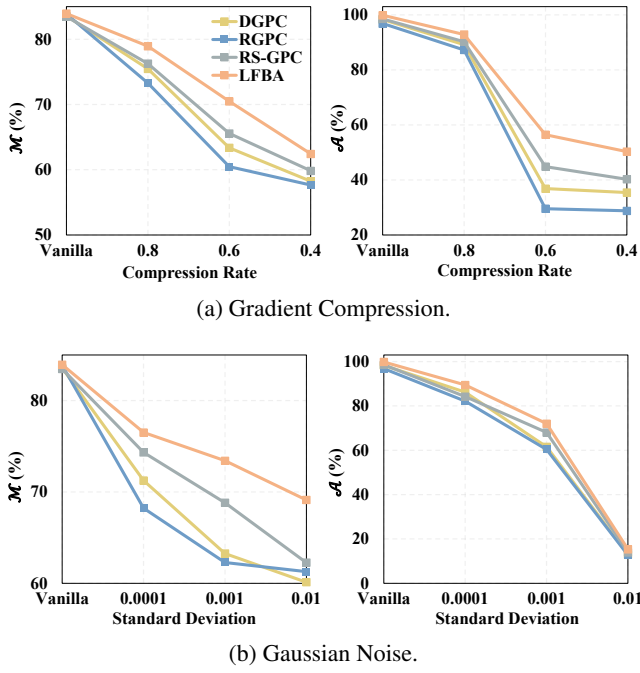 DGPC
RGPC
RS-GPC
LFBA
80
70
60
50
ℳ (%)
Vanilla 0.8 0.6 0.4
Compression Rate
100
80
60
40
20
𝒜 (%)
Vanilla 0.8 0.6 0.4
Compression Rate
(a) Gradient Compression.
80
70
60
ℳ (%)
Vanilla 0.0001 0.001 0.01
Standard Deviation
100
80
60
40
20
0
𝒜 (%)
Vanilla 0.0001 0.001 0.01
Standard Deviation
(b) Gaussian Noise.